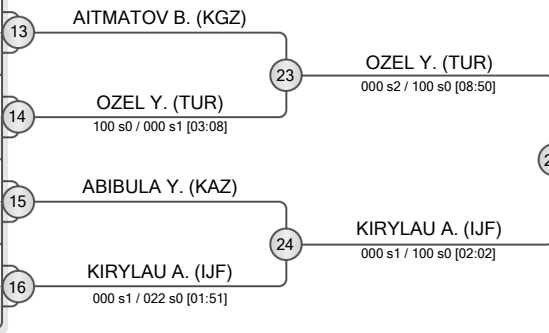 AITMATOV B. (KGZ)
13
23
OZEL Y. (TUR)
000 s2 / 100 s0 [08:50]
OZEL Y. (TUR)
14
100 s0 / 000 s1 [03:08]
ABIBULA Y. (KAZ)
15
24
KIRYLAU A. (IJF)
000 s1 / 100 s0 [02:02]
KIRYLAU A. (IJF)
16
000 s1 / 022 s0 [01:51]